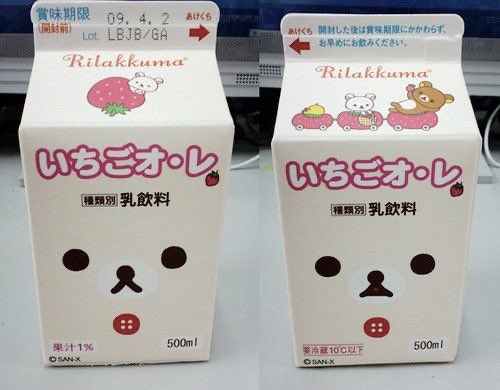 賞味期限
(開封前)
09.4.2
Lot. LBJB/GA
あけくち
Rilakkuma®
いちごオ・レ
種類別 乳飲料
果汁1%
500ml
©SAN-X
あけくち
開封した後は賞味期限にかかわらず、
お早めにお飲みください。
Rilakkuma®
いちごオ・レ
種類別 乳飲料
要冷蔵10℃以下
500ml
©SAN-X